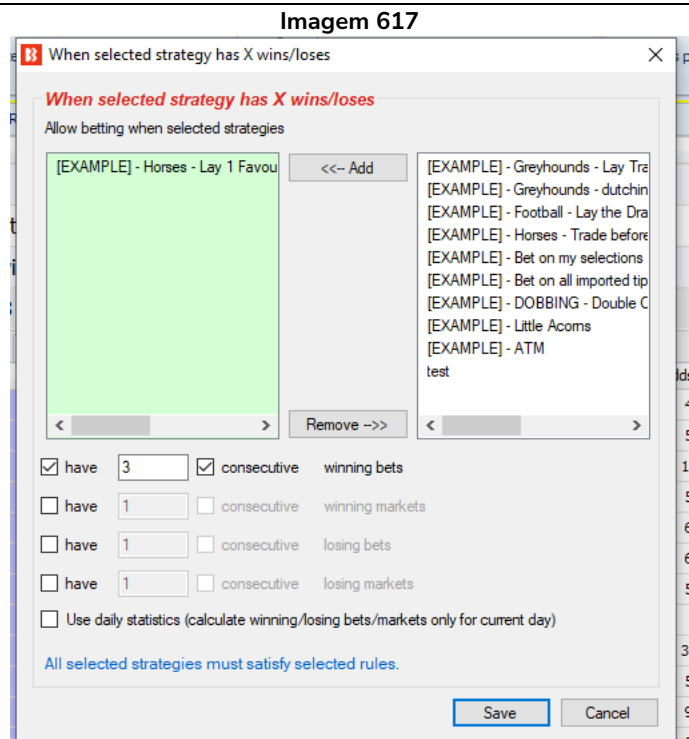 Imagem 617
When selected strategy has X wins/loses
When selected strategy has X wins/loses
Allow betting when selected strategies
[EXAMPLE] - Horses - Lay 1 Favou
<<-- Add
[EXAMPLE] - Greyhounds - Lay Tra
[EXAMPLE] - Greyhounds - dutchin
[EXAMPLE] - Football - Lay the Dra
[EXAMPLE] - Horses - Trade before
[EXAMPLE] - Bet on my selections
[EXAMPLE] - Bet on all imported tip
[EXAMPLE] - DOBBING - Double C
[EXAMPLE] - Little Acorns
[EXAMPLE] - ATM
test
Remove -->>
have 3 consecutive winning bets
have 1 consecutive winning markets
have 1 consecutive losing bets
have 1 consecutive losing markets
Use daily statistics (calculate winning/losing bets/markets only for current day)
All selected strategies must satisfy selected rules.
Save Cancel